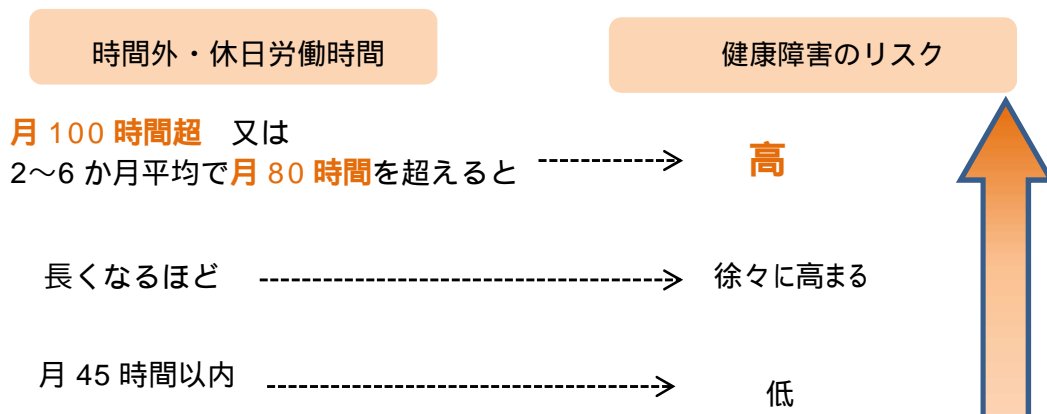 時間外・休日労働時間
健康障害のリスク
月 100 時間超　又は
2～6 か月平均で月 80 時間を超えると
高
長くなるほど
徐々に高まる
月 45 時間以内
低